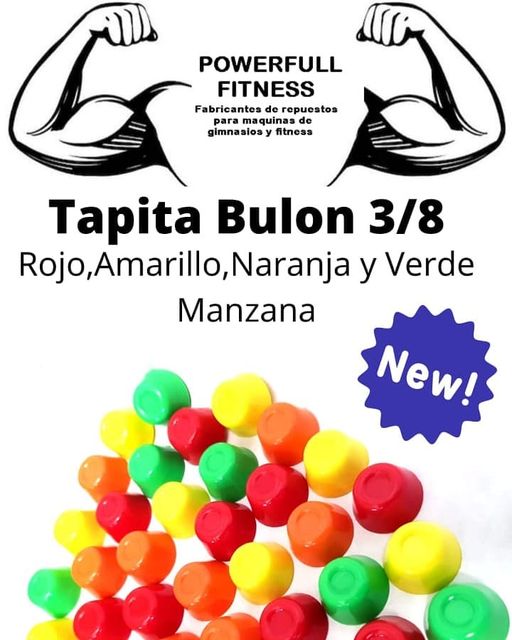 POWERFULL
FITNESS
Fabricantes de repuestos
para maquinas de
gimnasios y fitness
Tapita Bulon 3/8
Rojo,Amarillo,Naranja y Verde
Manzana
New!